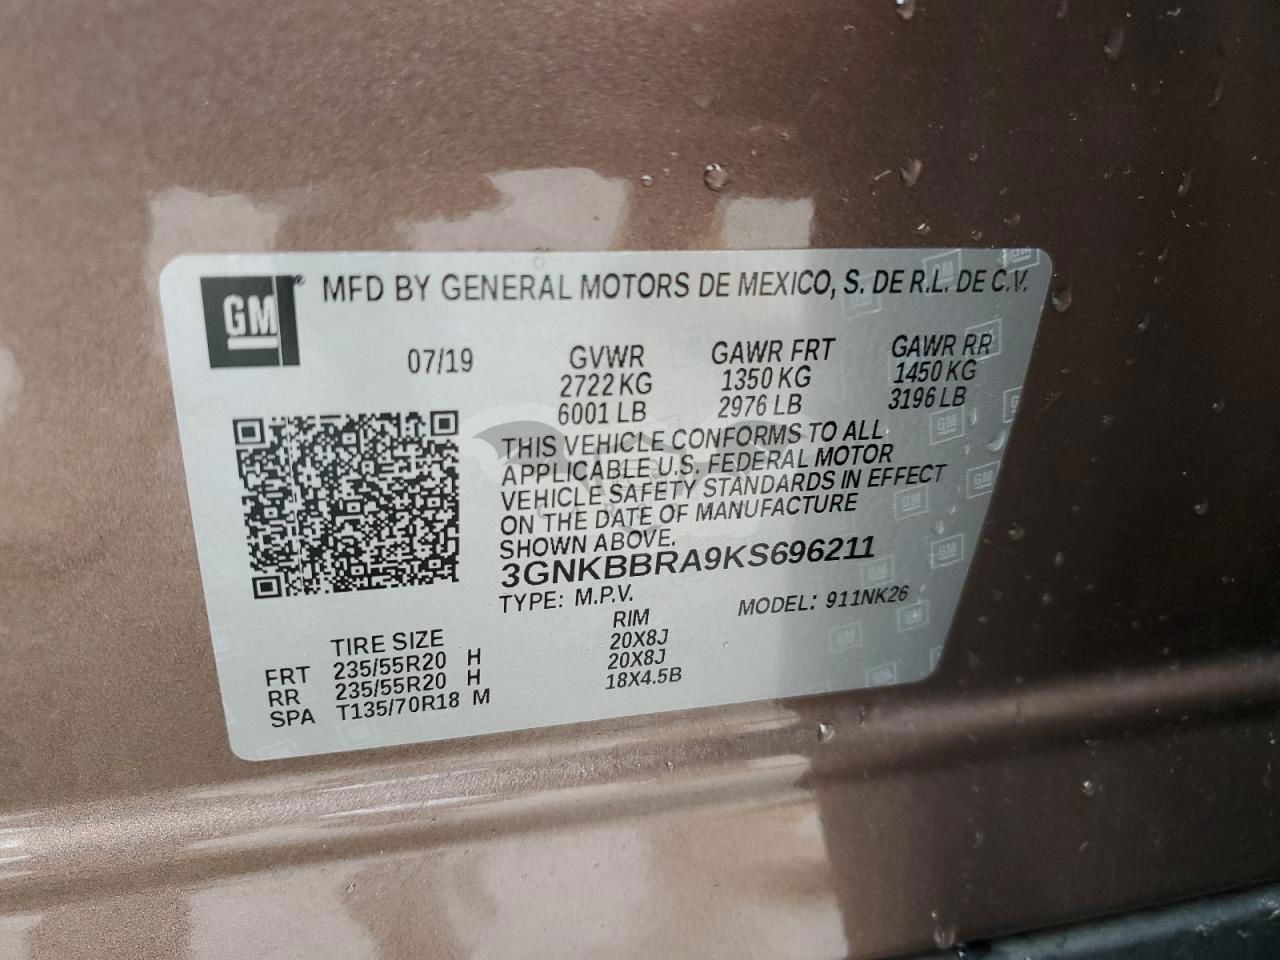 GM ® MFD BY GENERAL MOTORS DE MEXICO, S. DE R.L. DE C.V.
07/19 GVWR GAWR FRT GAWR RR
2722 KG 1350 KG 1450 KG
6001 LB 2976 LB 3196 LB
THIS VEHICLE CONFORMS TO ALL
APPLICABLE U.S. FEDERAL MOTOR
VEHICLE SAFETY STANDARDS IN EFFECT
ON THE DATE OF MANUFACTURE
SHOWN ABOVE.
3GNKBBRA9KS696211
TYPE: M.P.V. MODEL: 911NK26
TIRE SIZE RIM
FRT 235/55R20 H 20X8J
RR 235/55R20 H 20X8J
SPA T135/70R18 M 18X4.5B